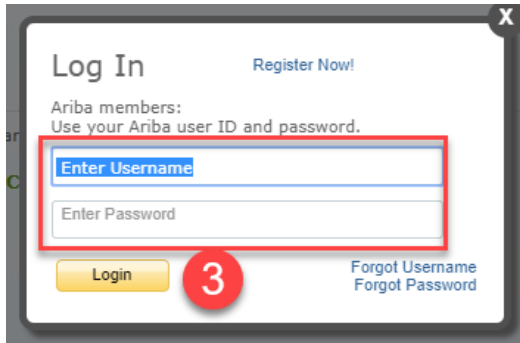 X
Log In
Register Now!
Ariba members:
Use your Ariba user ID and password.
Enter Username
Enter Password
Login
3
Forgot Username
Forgot Password
ar
C